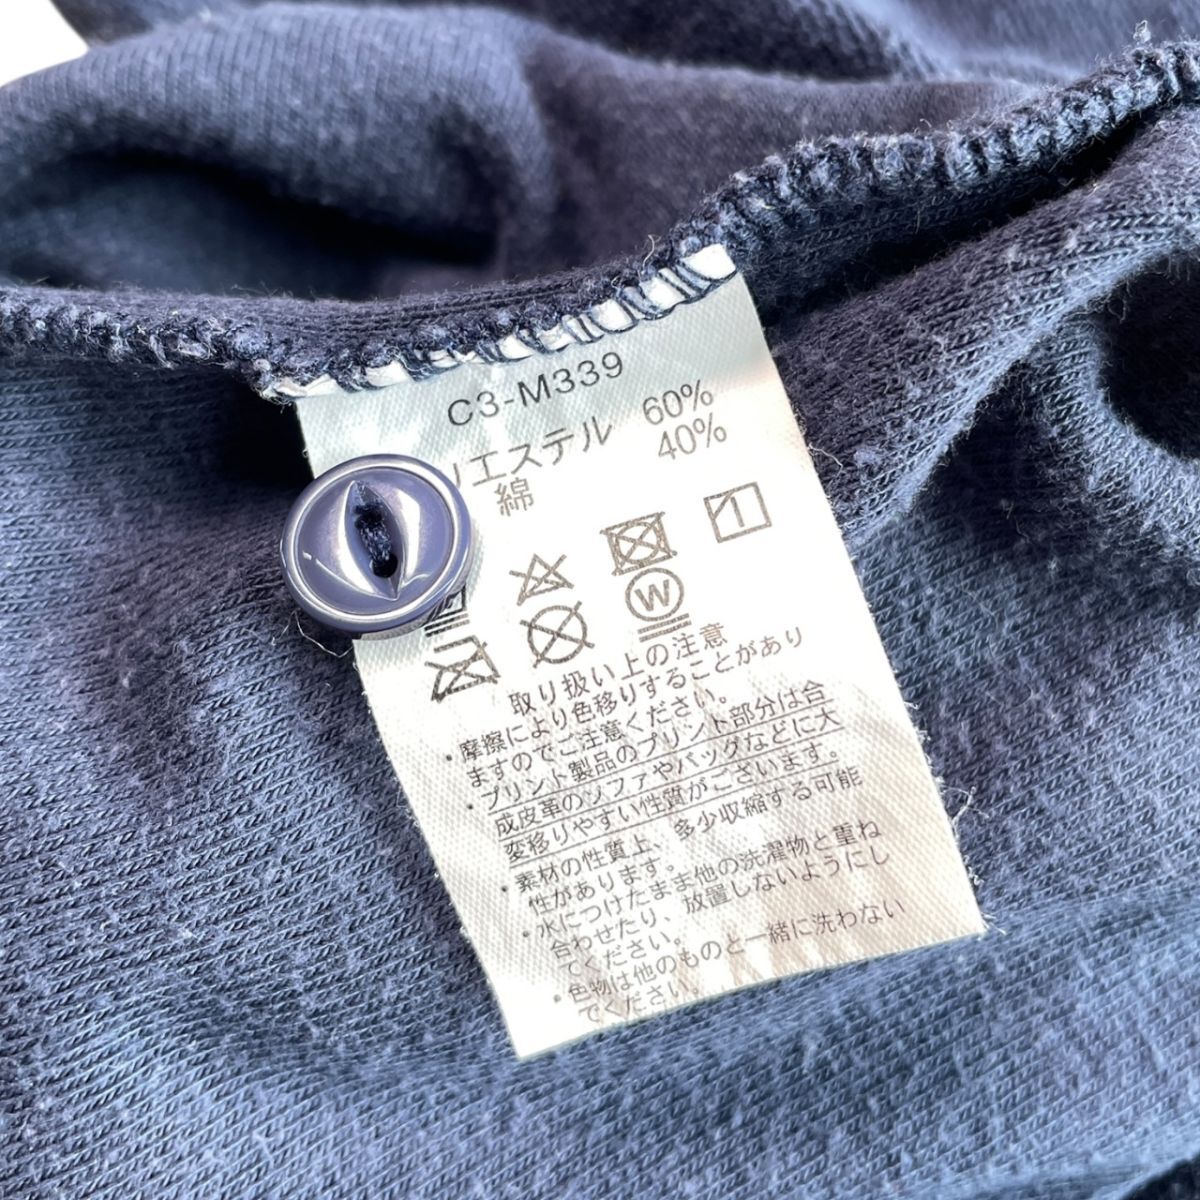 C3-M339
リエステル 60%
綿 40%
1
W
取り扱い上の注意
・摩擦により色移りすることがあり
ますのでご注意ください。
・プリント製品のプリント部分は合
成皮革のソファやバッグなどに大
変移りやすい性質がございます。
・素材の性質上、多少収縮する可能
性があります。
・水につけたまま他の洗濯物と重ね
合わせたり、放置しないようにし
てください。
・色物は他のものと一緒に洗わない
でください。